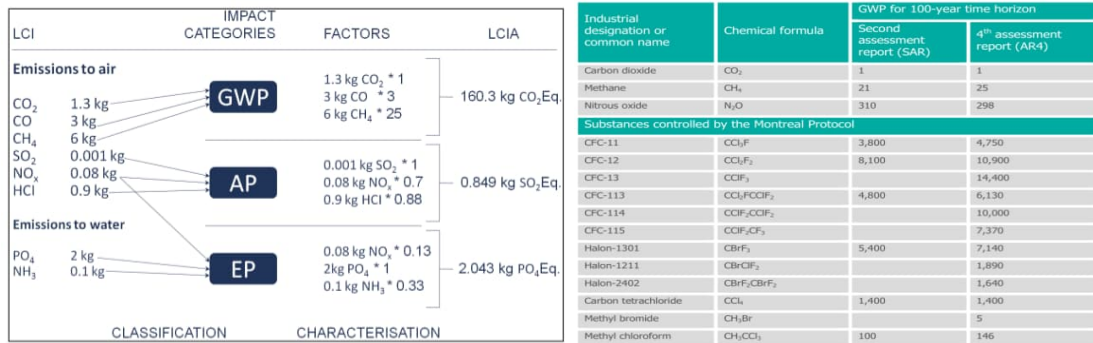 IMPACT
LCI CATEGORIES FACTORS LCIA
Emissions to air
CO2 1.3 kg
CO 3 kg
CH4 6 kg
SO2 0.001 kg
NOx 0.08 kg
HCl 0.9 kg
GWP
1.3 kg CO2 * 1
3 kg CO * 3
6 kg CH4 * 25
160.3 kg CO2Eq.
AP
0.001 kg SO2 * 1
0.08 kg NOx * 0.7
0.9 kg HCl * 0.88
0.849 kg SO2Eq.
Emissions to water
PO4 2 kg
NH3 0.1 kg
EP
0.08 kg NOx * 0.13
2kg PO4 * 1
0.1 kg NH3 * 0.33
2.043 kg PO4Eq.
CLASSIFICATION CHARACTERISATION
Industrial designation or common name
Chemical formula
GWP for 100-year time horizon
Second assessment report (SAR)
4th assessment report (AR4)
Carbon dioxide CO2 1 1
Methane CH4 21 25
Nitrous oxide N2O 310 298
Substances controlled by the Montreal Protocol
CFC-11 CCl3F 3,800 4,750
CFC-12 CCl2F2 8,100 10,900
CFC-13 CClF3 14,400
CFC-113 CCl2FCClF2 4,800 6,130
CFC-114 CClF2CClF2 10,000
CFC-115 CClF2CF3 7,370
Halon-1301 CBrF3 5,400 7,140
Halon-1211 CBrClF2 1,890
Halon-2402 CBrF2CBrF2 1,640
Carbon tetrachloride CCl4 1,400 1,400
Methyl bromide CH3Br 5
Methyl chloroform CH3CCl3 100 146